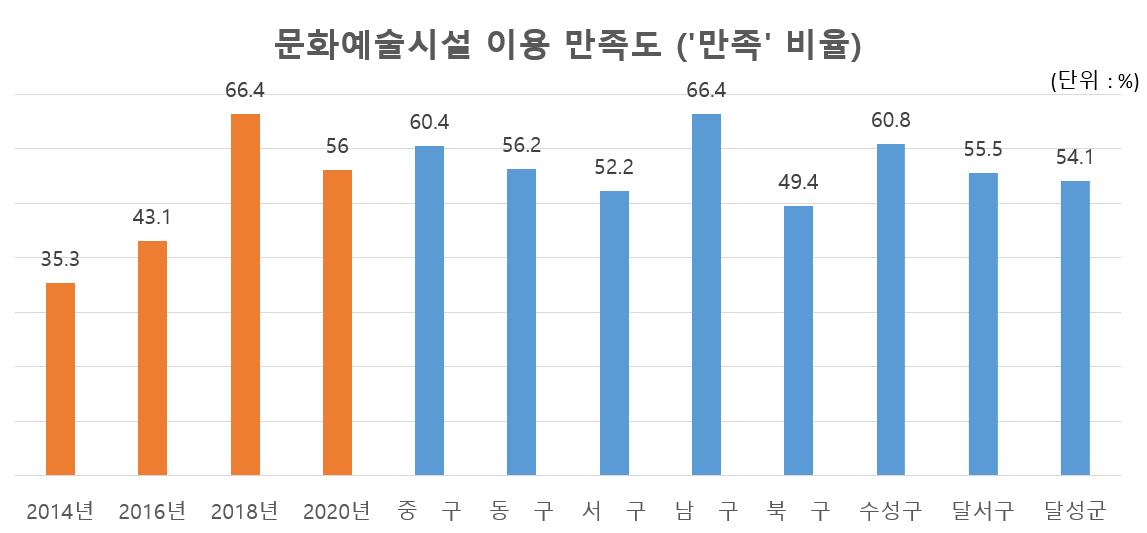 문화예술시설 이용 만족도 ('만족' 비율)
(단위 : %)
35.3 43.1 66.4 56 60.4 56.2 52.2 66.4 49.4 60.8 55.5 54.1
2014년 2016년 2018년 2020년 중 구 동 구 서 구 남 구 북 구 수성구 달서구 달성군